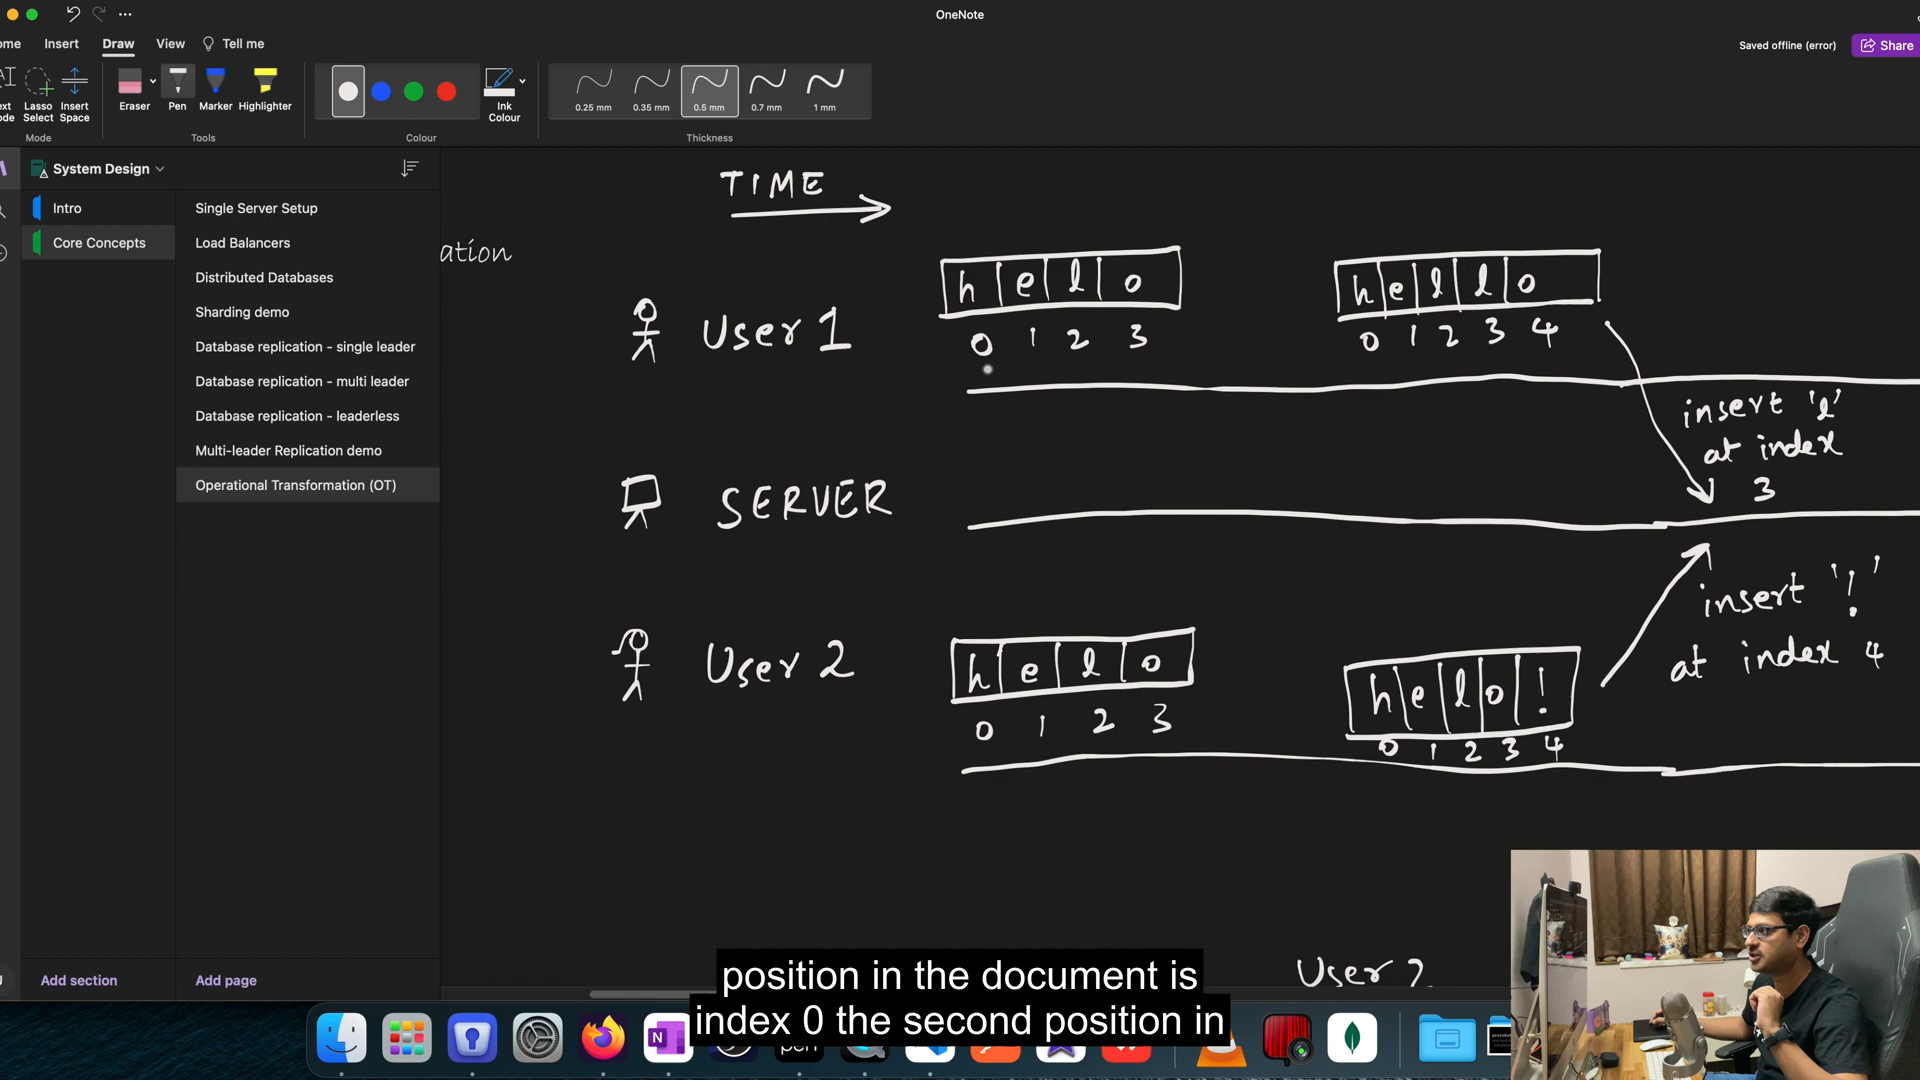 OneNote
ome Insert Draw View Tell me
Saved offline (error) Share
ext
ode
Lasso
Select
Insert
Space
Eraser Pen Marker Highlighter
Ink
Colour
0.25 mm 0.35 mm 0.5 mm 0.7 mm 1 mm
Mode Tools Colour Thickness
System Design
Intro
Core Concepts
Single Server Setup
Load Balancers
Distributed Databases
Sharding demo
Database replication - single leader
Database replication - multi leader
Database replication - leaderless
Multi-leader Replication demo
Operational Transformation (OT)
Add section Add page
ation
TIME
h e l o
0 1 2 3
h e l l o
0 1 2 3 4
User 1
insert 'l'
at index
3
SERVER
insert '!'
at index 4
User 2
h e l o
0 1 2 3
h e l o !
0 1 2 3 4
User 2
position in the document is
index 0 the second position in
pen